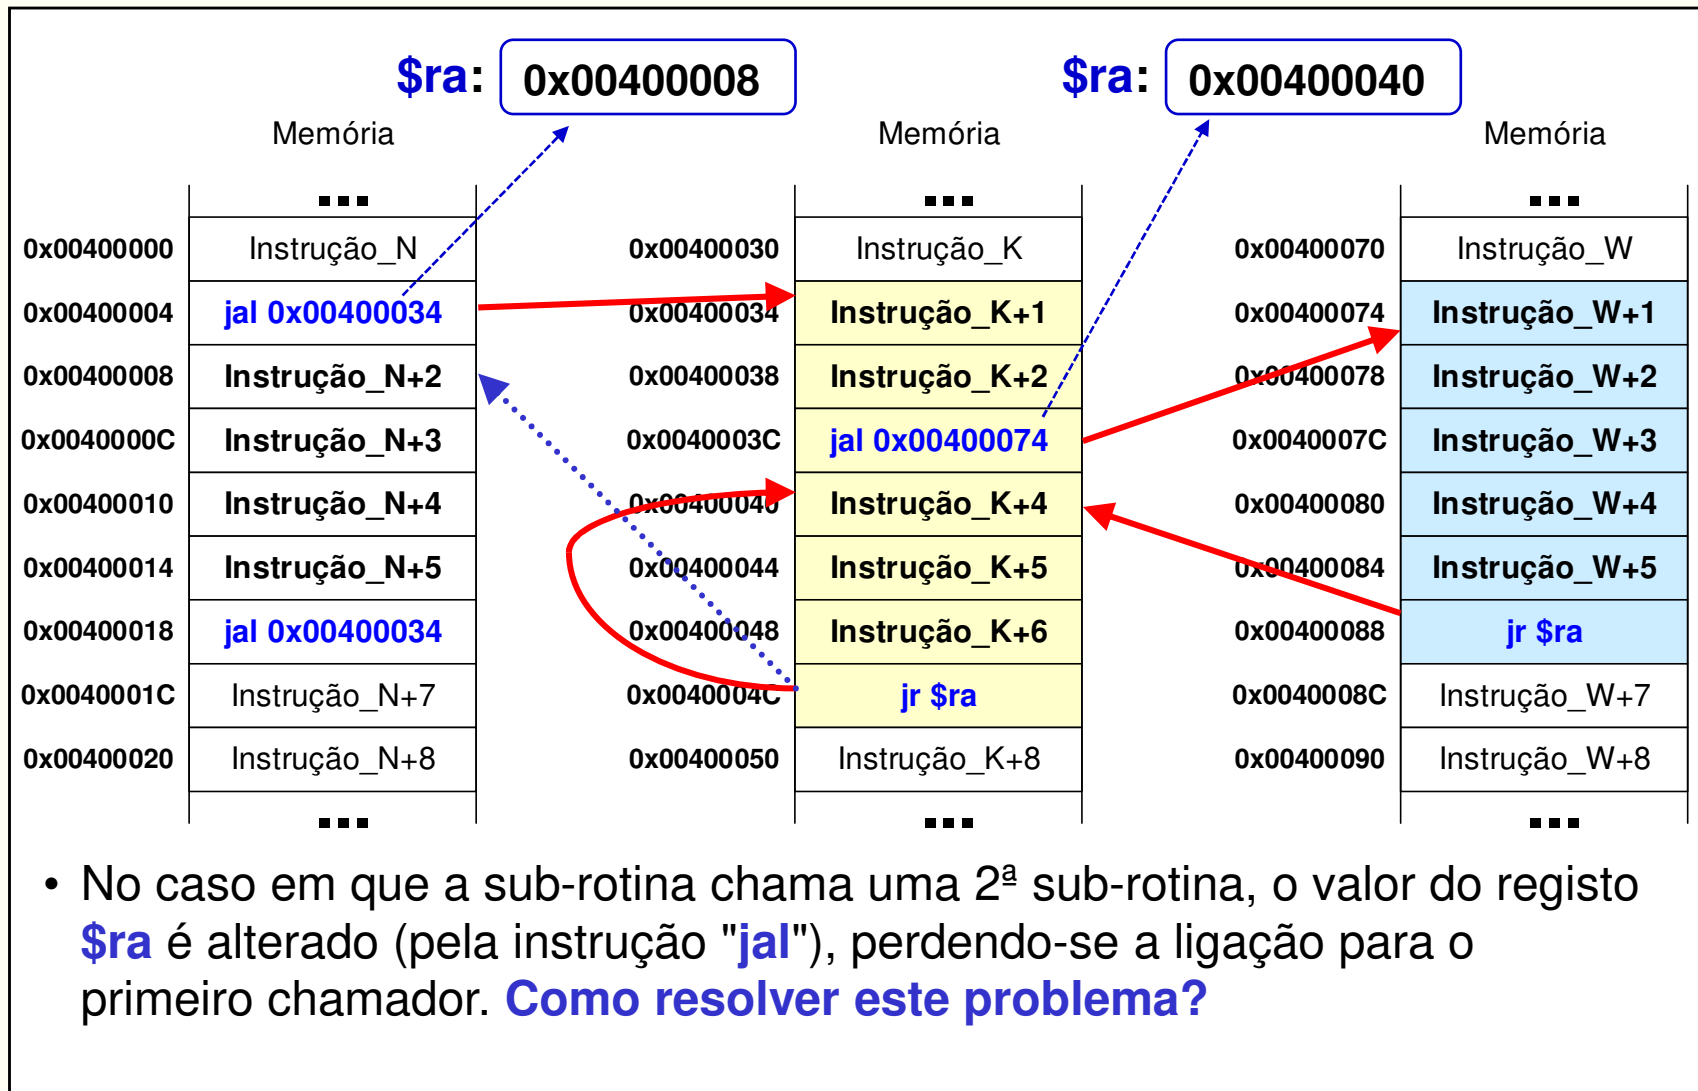 $ra: 0x00400008 $ra: 0x00400040
Memória Memória Memória
... ... ...
0x00400000 Instrução_N 0x00400030 Instrução_K 0x00400070 Instrução_W
0x00400004 jal 0x00400034 0x00400034 Instrução_K+1 0x00400074 Instrução_W+1
0x00400008 Instrução_N+2 0x00400038 Instrução_K+2 0x00400078 Instrução_W+2
0x0040000C Instrução_N+3 0x0040003C jal 0x00400074 0x0040007C Instrução_W+3
0x00400010 Instrução_N+4 0x00400040 Instrução_K+4 0x00400080 Instrução_W+4
0x00400014 Instrução_N+5 0x00400044 Instrução_K+5 0x00400084 Instrução_W+5
0x00400018 jal 0x00400034 0x00400048 Instrução_K+6 0x00400088 jr $ra
0x0040001C Instrução_N+7 0x0040004C jr $ra 0x0040008C Instrução_W+7
0x00400020 Instrução_N+8 0x00400050 Instrução_K+8 0x00400090 Instrução_W+8
... ... ...
• No caso em que a sub-rotina chama uma 2ª sub-rotina, o valor do registo
$ra é alterado (pela instrução "jal"), perdendo-se a ligação para o
primeiro chamador. Como resolver este problema?